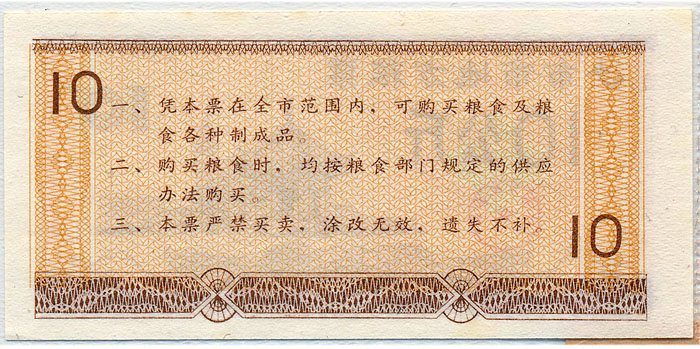 10
一、凭本票在全市范围内，可购买粮食及粮
食各种制成品。
二、购买粮食时，均按粮食部门规定的供应
办法购买。
三、本票严禁买卖，涂改无效，遗失不补。
10